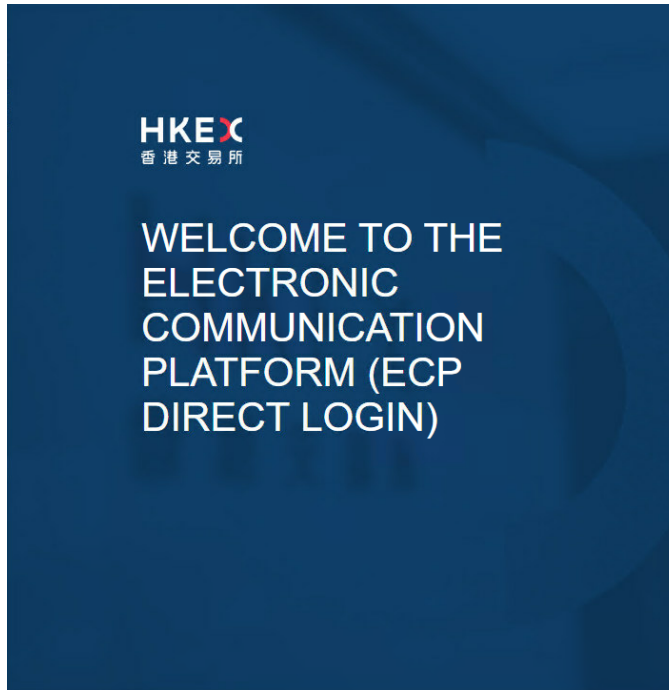 HKEX
香港交易所
WELCOME TO THE
ELECTRONIC
COMMUNICATION
PLATFORM (ECP
DIRECT LOGIN)